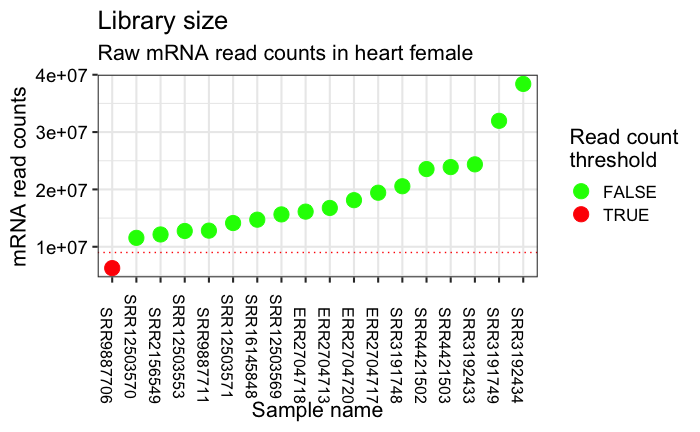 Library size
Raw mRNA read counts in heart female
4e+07
3e+07
2e+07
1e+07
mRNA read counts
SRR9887706
SRR12503570
SRR2156549
SRR12503553
SRR9887711
SRR12503571
SRR16145848
SRR12503569
ERR2704718
ERR2704713
ERR2704720
ERR2704717
SRR3191748
SRR4421502
SRR4421503
SRR3192433
SRR3191749
SRR3192434
Sample name
Read count
threshold
FALSE
TRUE